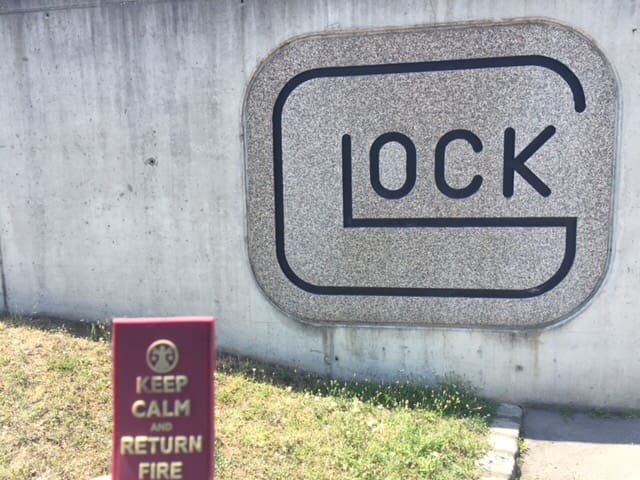 GLOCK
KEEP
CALM
AND
RETURN
FIRE